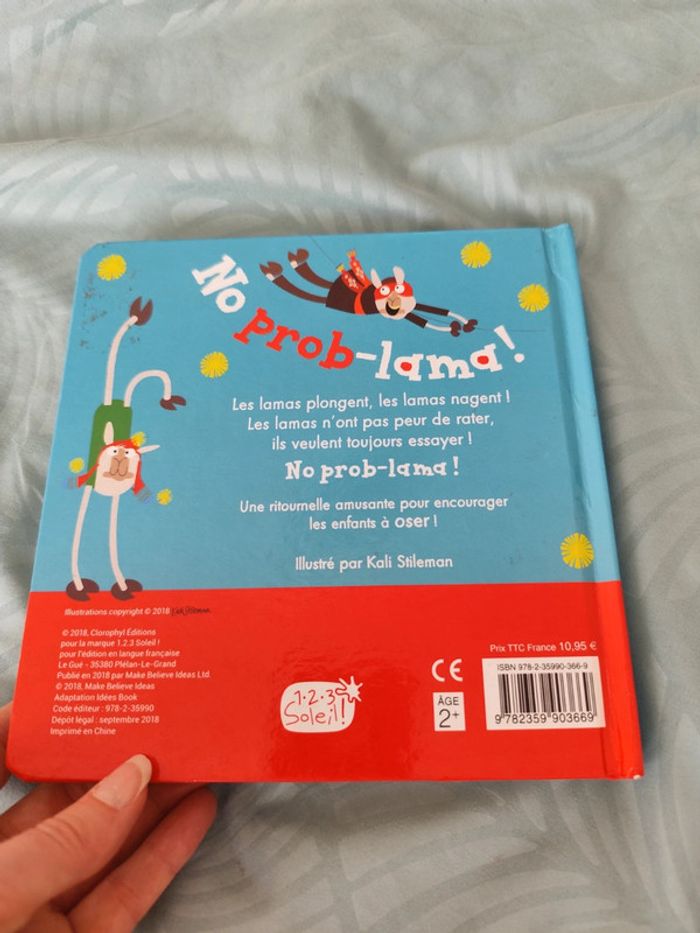 No prob-lama!
Les lamas plongent, les lamas nagent !
Les lamas n'ont pas peur de rater,
ils veulent toujours essayer !
No prob-lama !
Une ritournelle amusante pour encourager
les enfants à oser !
Illustré par Kali Stileman
Illustrations copyright © 2018 Kali Stileman
© 2018, Clorophyl Éditions
pour la marque 1.2.3 Soleil !
pour l'édition en langue française
Le Gué - 35380 Plélan-Le-Grand
Publié en 2018 par Make Believe Ideas Ltd.
© 2018, Make Believe Ideas
Adaptation Idées Book
Code éditeur : 978-2-35990
Dépôt légal : septembre 2018
Imprimé en Chine
1.2.3
Soleil!
CE
ÂGE
2+
Prix TTC France 10,95 €
ISBN 978-2-35990-366-9
9 782359 903669